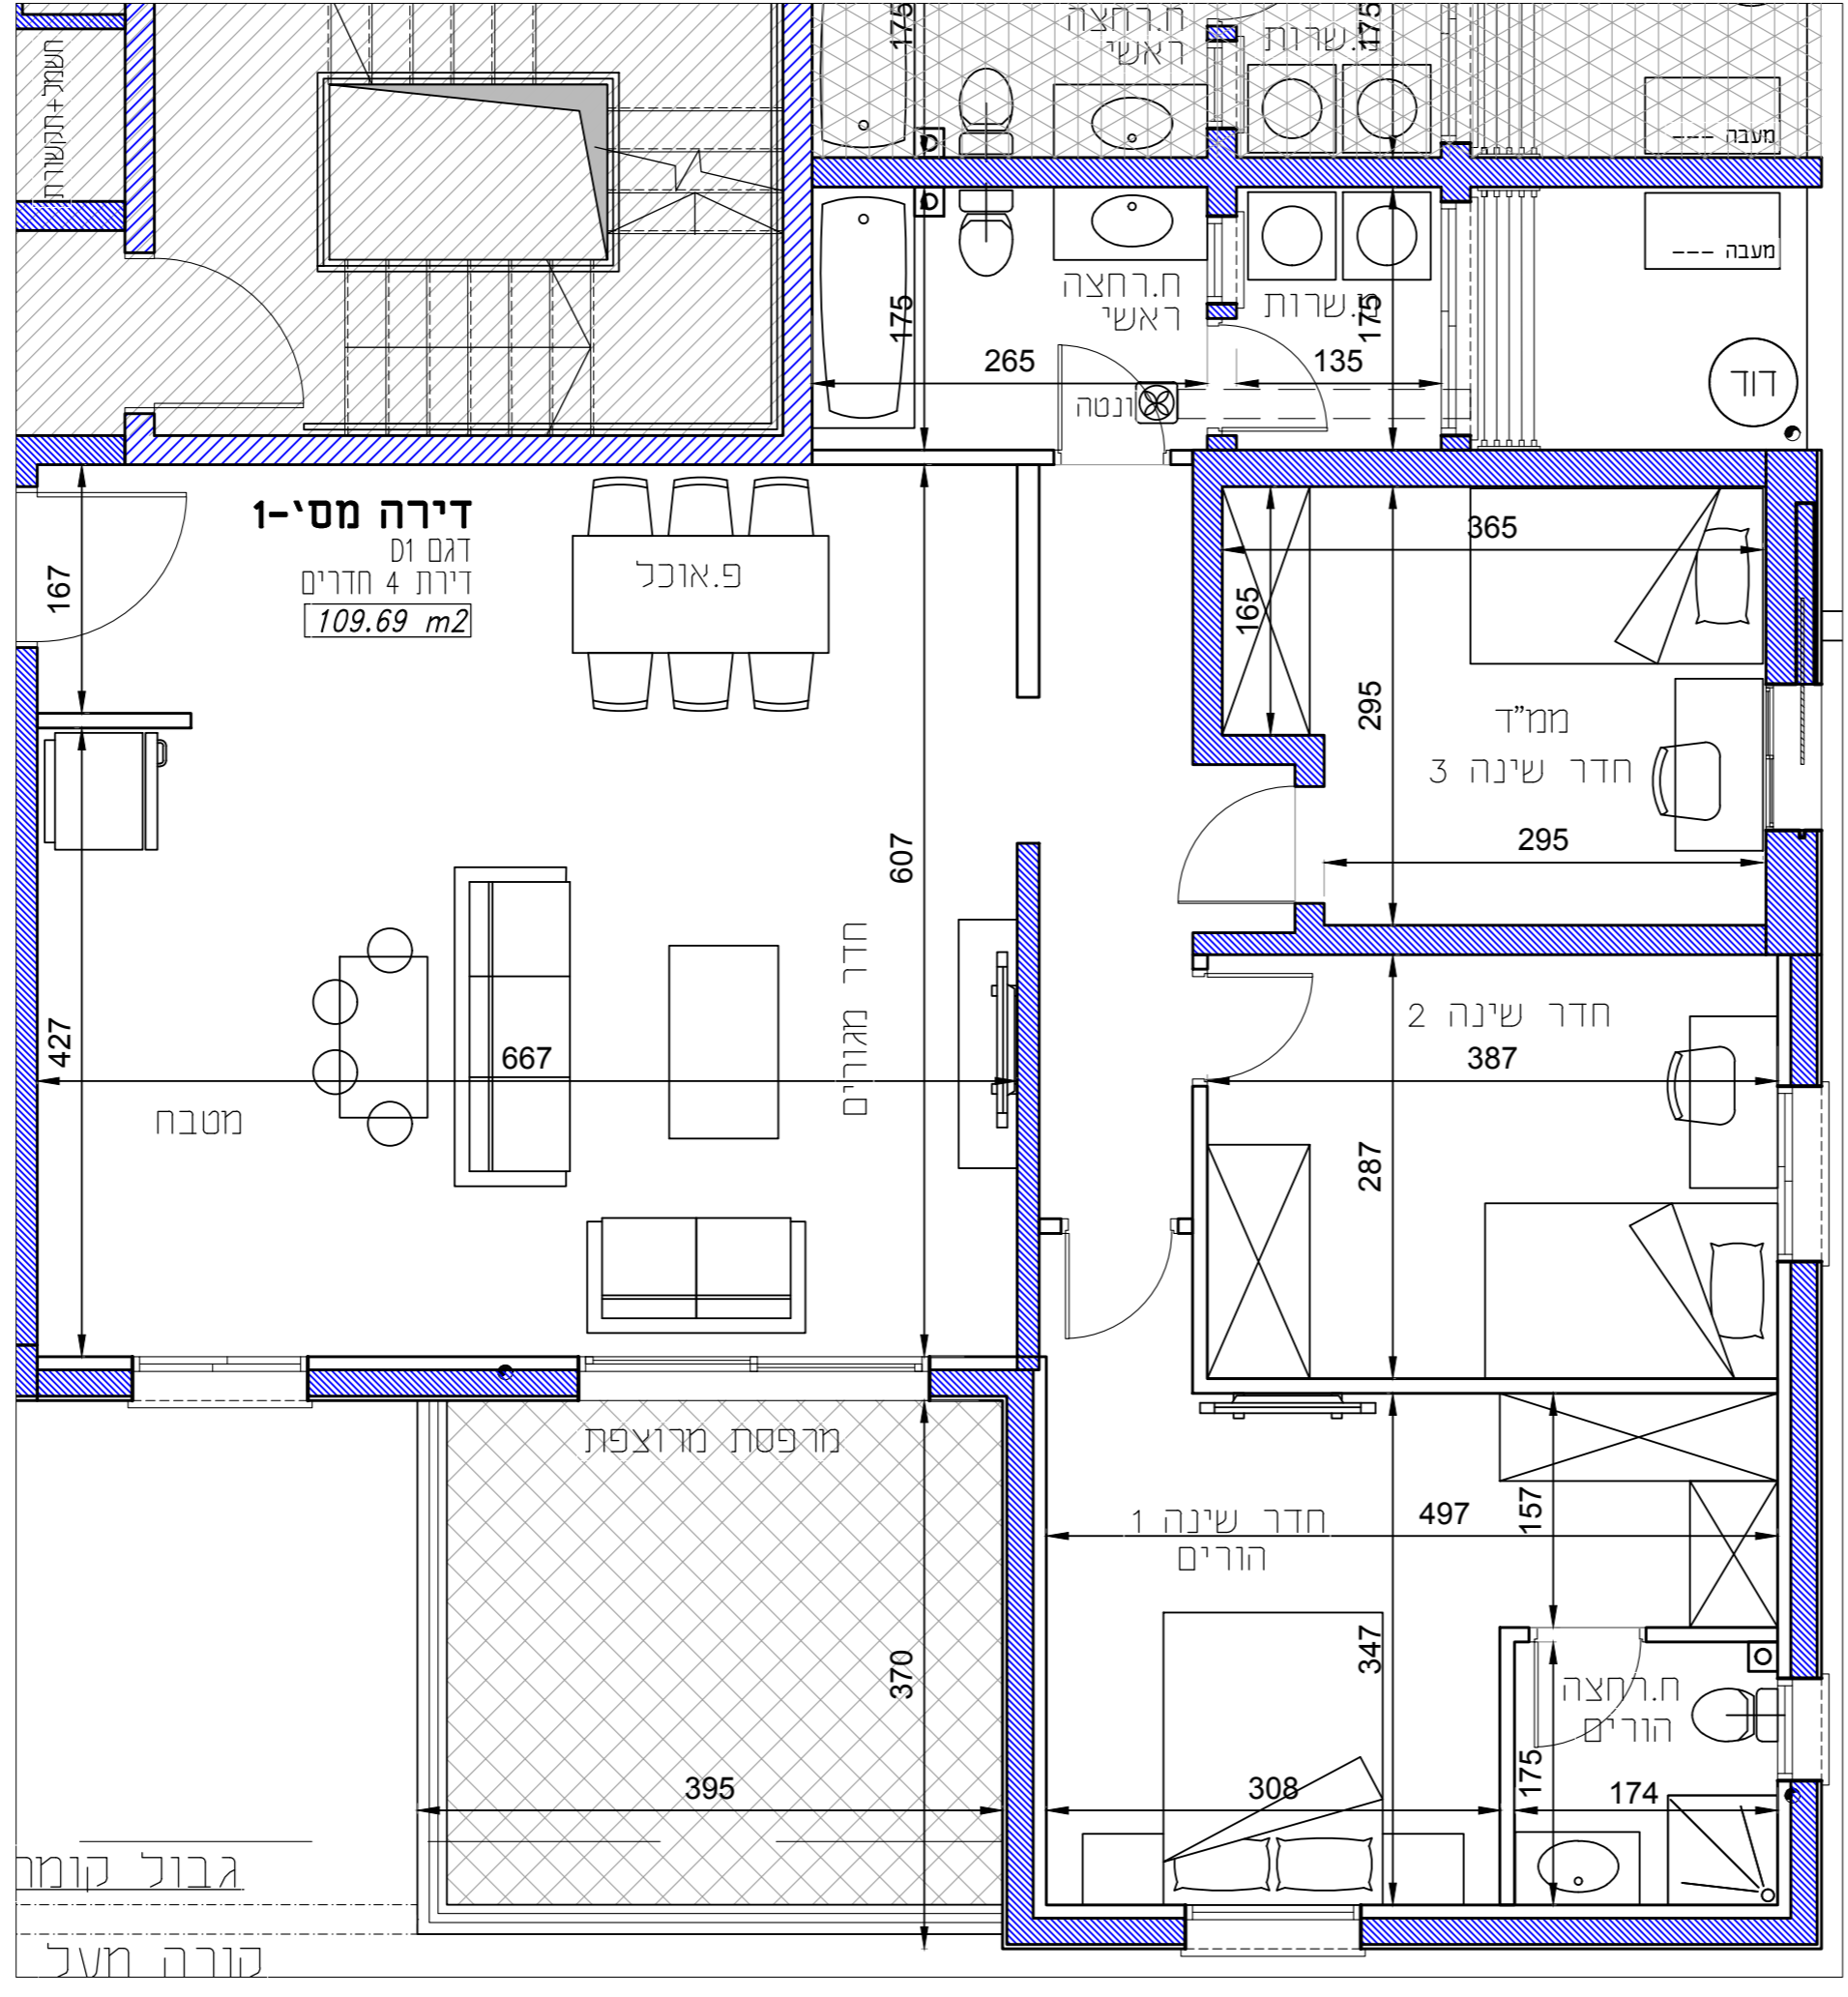 חשמל+תקשורת
175
ח.רחצה
ראשי
מ.שרות
175
מעבה
מעבה
175
ח.רחצה
ראשי
מ.שרות
175
265
135
ונטה
דוד
דירה מס'-1
דגם D1
דירת 4 חדרים
109.69 m2
167
פ.אוכל
365
165
295
ממ"ד
חדר שינה 3
295
607
427
667
חדר מגורים
מטבח
חדר שינה 2
387
287
מרפסת מרוצפת
חדר שינה 1
הורים
497
157
347
370
395
308
ח.רחצה
הורים
175
174
גבול קומה
קורה מעל